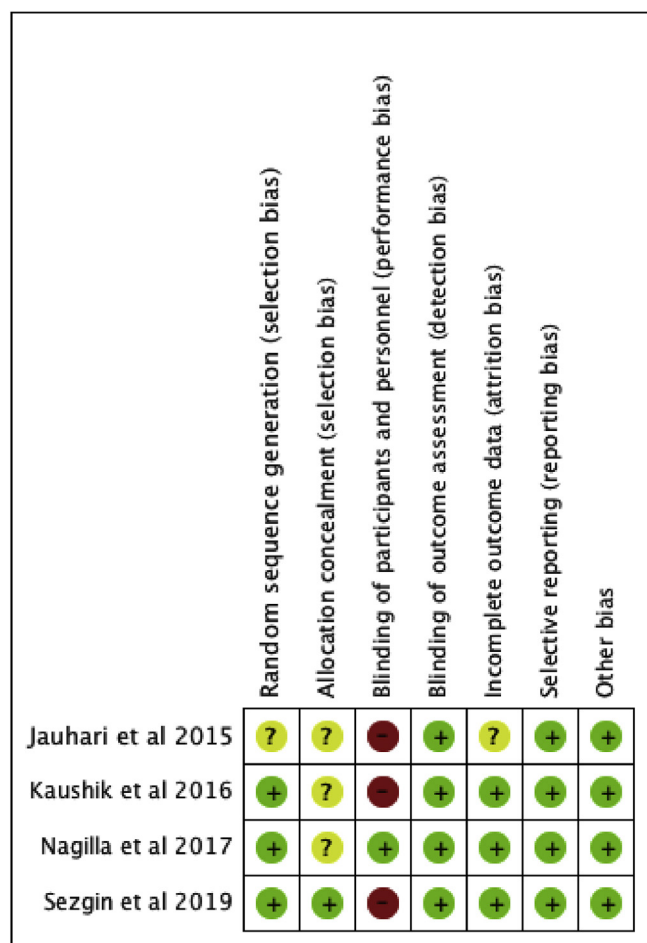 Random sequence generation (selection bias)
Allocation concealment (selection bias)
Blinding of participants and personnel (performance bias)
Blinding of outcome assessment (detection bias)
Incomplete outcome data (attrition bias)
Selective reporting (reporting bias)
Other bias
Jauhari et al 2015 ? ? - + ? + +
Kaushik et al 2016 + ? - + + + +
Nagilla et al 2017 + ? + + + + +
Sezgin et al 2019 + + - + + + +